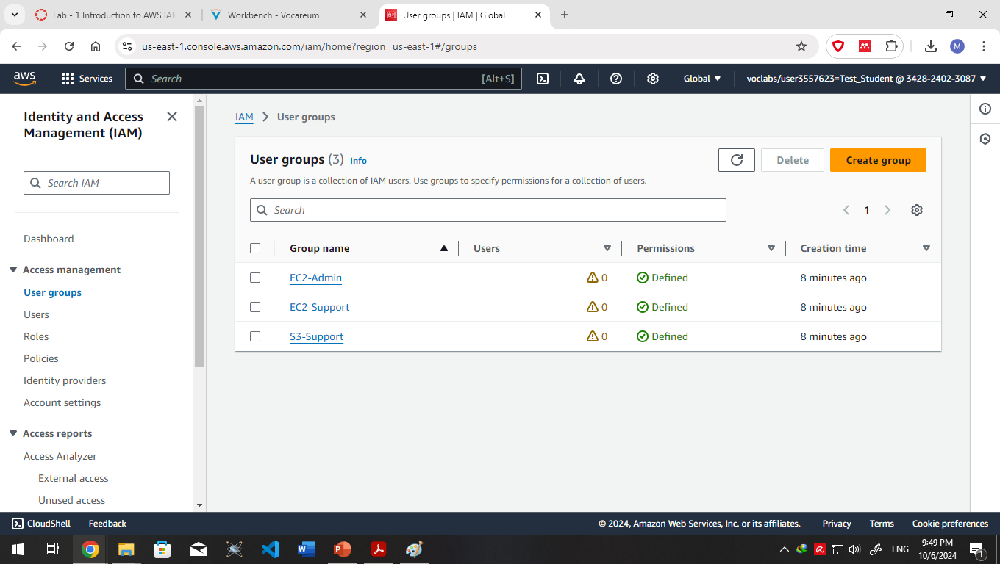 Lab - 1 Introduction to AWS IAM
Workbench - Vocareum
User groups | IAM | Global
us-east-1.console.aws.amazon.com/iam/home?region=us-east-1#/groups
M
aws
Services
Search
[Alt+S]
Global
voclabs/user3557623=Test_Student @ 3428-2402-3087
Identity and Access
Management (IAM)
Search IAM
Dashboard
Access management
User groups
Users
Roles
Policies
Identity providers
Account settings
Access reports
Access Analyzer
External access
Unused access
IAM
User groups
User groups (3) Info
Delete
Create group
A user group is a collection of IAM users. Use groups to specify permissions for a collection of users.
Search
1
Group name
Users
Permissions
Creation time
EC2-Admin
0
Defined
8 minutes ago
EC2-Support
0
Defined
8 minutes ago
S3-Support
0
Defined
8 minutes ago
CloudShell
Feedback
© 2024, Amazon Web Services, Inc. or its affiliates.
Privacy
Terms
Cookie preferences
ENG
9:49 PM
10/6/2024
1